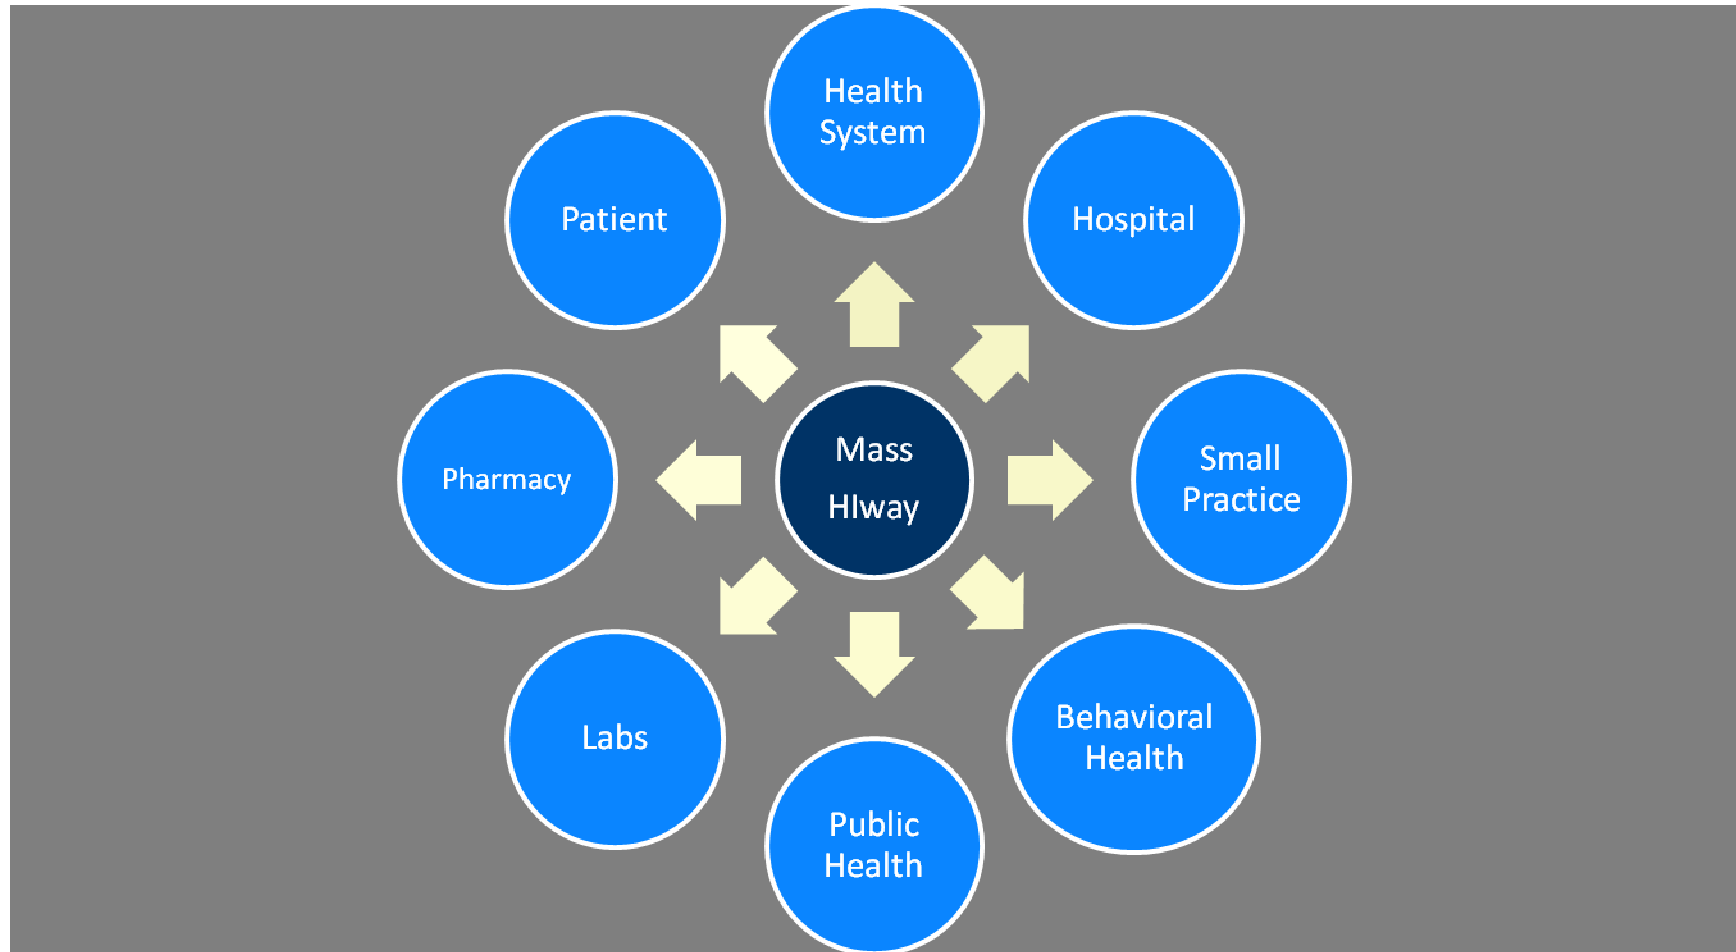 Health
System
Patient
Hospital
Pharmacy
Mass
HIway
Small
Practice
Labs
Behavioral
Health
Public
Health